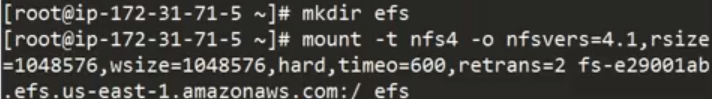 [root@ip-172-31-71-5 ~]# mkdir efs
[root@ip-172-31-71-5 ~]# mount -t nfs4 -o nfsvers=4.1,rsize
=1048576,wsize=1048576,hard,timeo=600,retrans=2 fs-e29001ab
.efs.us-east-1.amazonaws.com:/ efs